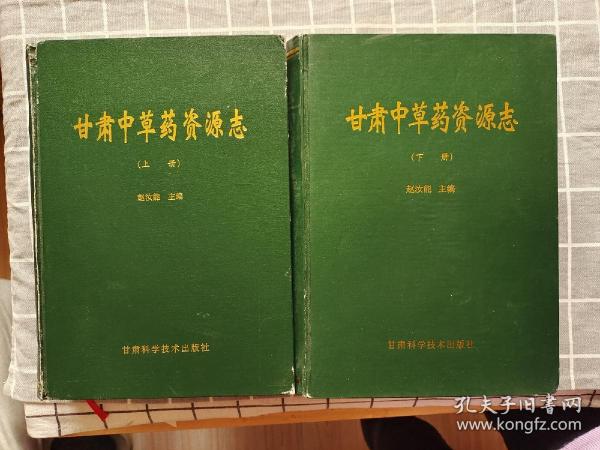 甘肃中草药资源志
（上 册）
赵汝能 主编
甘肃科学技术出版社
甘肃中草药资源志
（下 册）
赵汝能 主编
甘肃科学技术出版社
孔夫子旧書网
kongfz.com